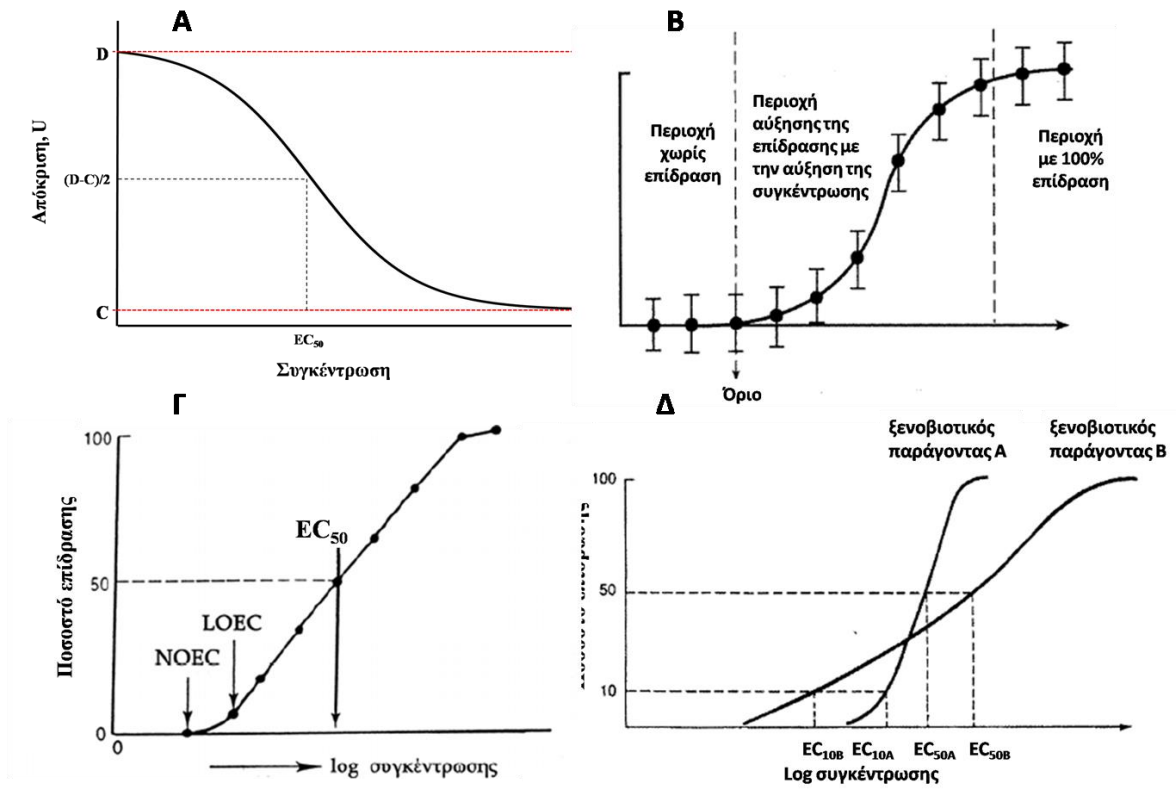 Α
D
(D-C)/2
C
Απόκριση, U
EC50
Συγκέντρωση
Β
Περιοχή
χωρίς
επίδραση
Περιοχή
αύξησης της
επίδρασης με
την αύξηση της
συγκέντρωσης
Περιοχή
με 100%
επίδραση
Όριο
Γ
100
50
0
0
Ποσοστό επίδρασης
EC50
LOEC
NOEC
log συγκέντρωσης
Δ
ξενοβιοτικός
παράγοντας Α
ξενοβιοτικός
παράγοντας Β
100
50
10
EC10B EC10A EC50A EC50B
Log συγκέντρωσης